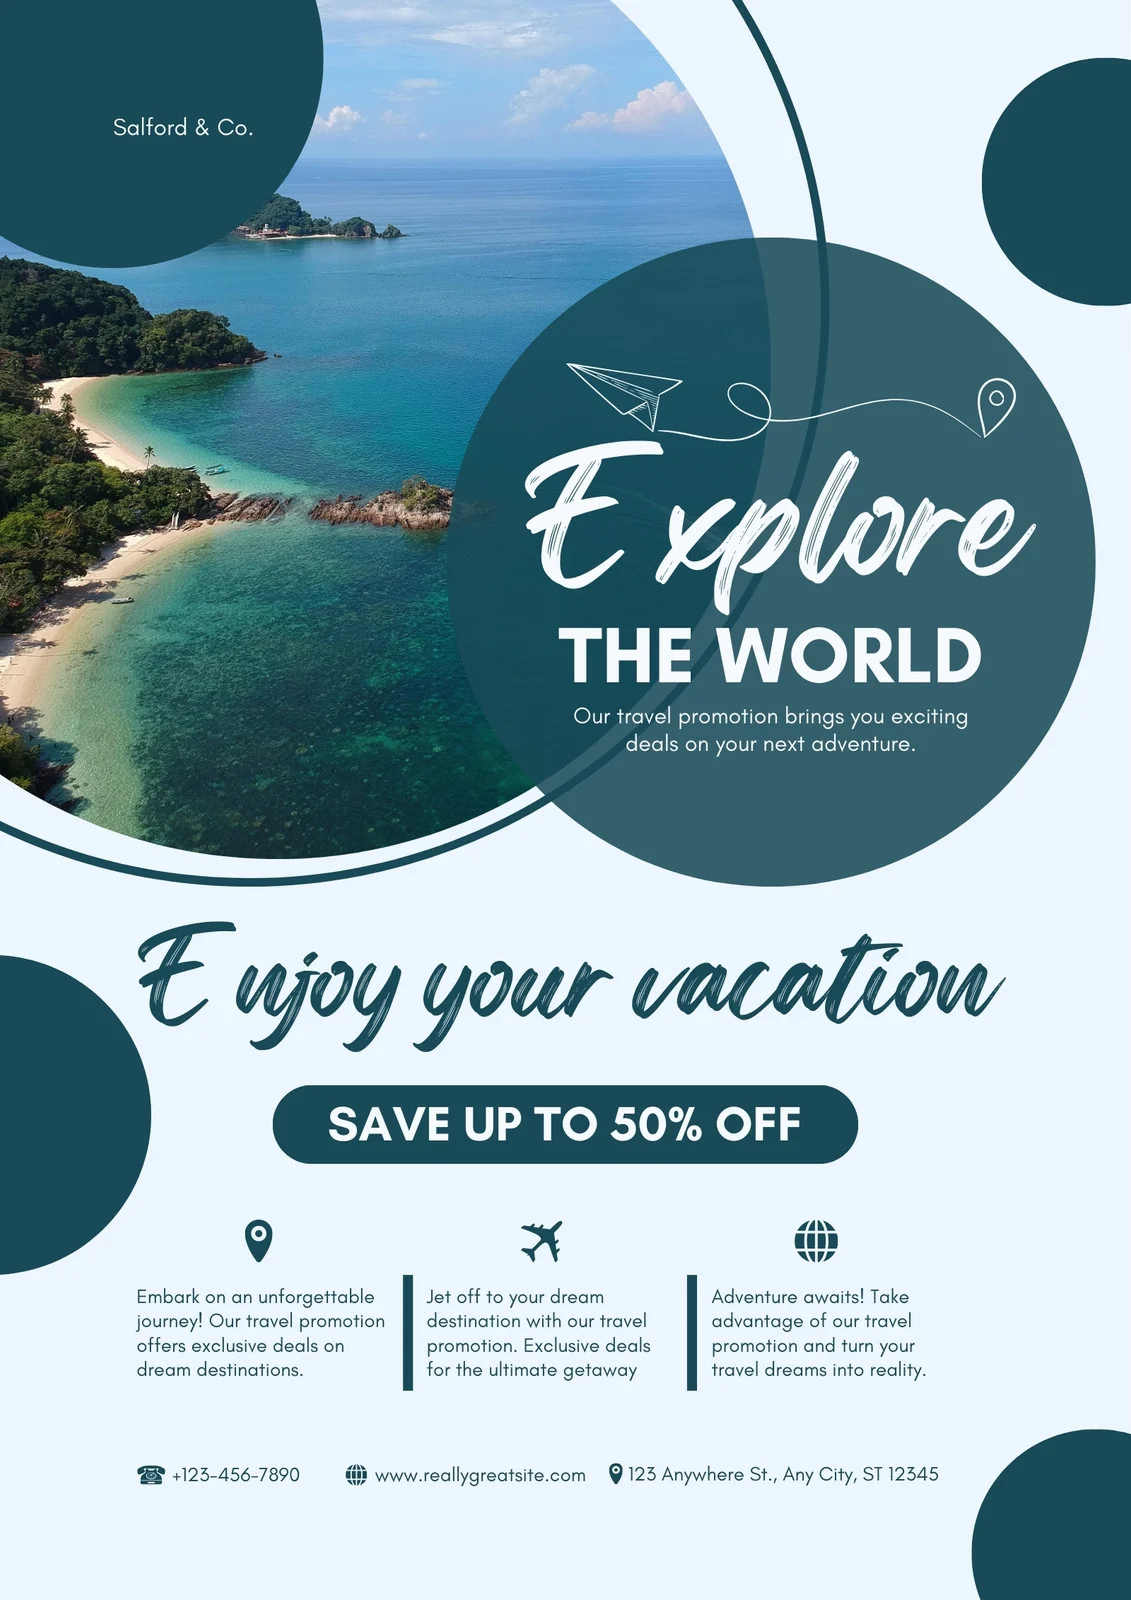 Salford & Co.
Explore
THE WORLD
Our travel promotion brings you exciting
deals on your next adventure.
Enjoy your vacation
SAVE UP TO 50% OFF
Embark on an unforgettable
journey! Our travel promotion
offers exclusive deals on
dream destinations.
Jet off to your dream
destination with our travel
promotion. Exclusive deals
for the ultimate getaway
Adventure awaits! Take
advantage of our travel
promotion and turn your
travel dreams into reality.
+123-456-7890
www.reallygreatsite.com
123 Anywhere St., Any City, ST 12345